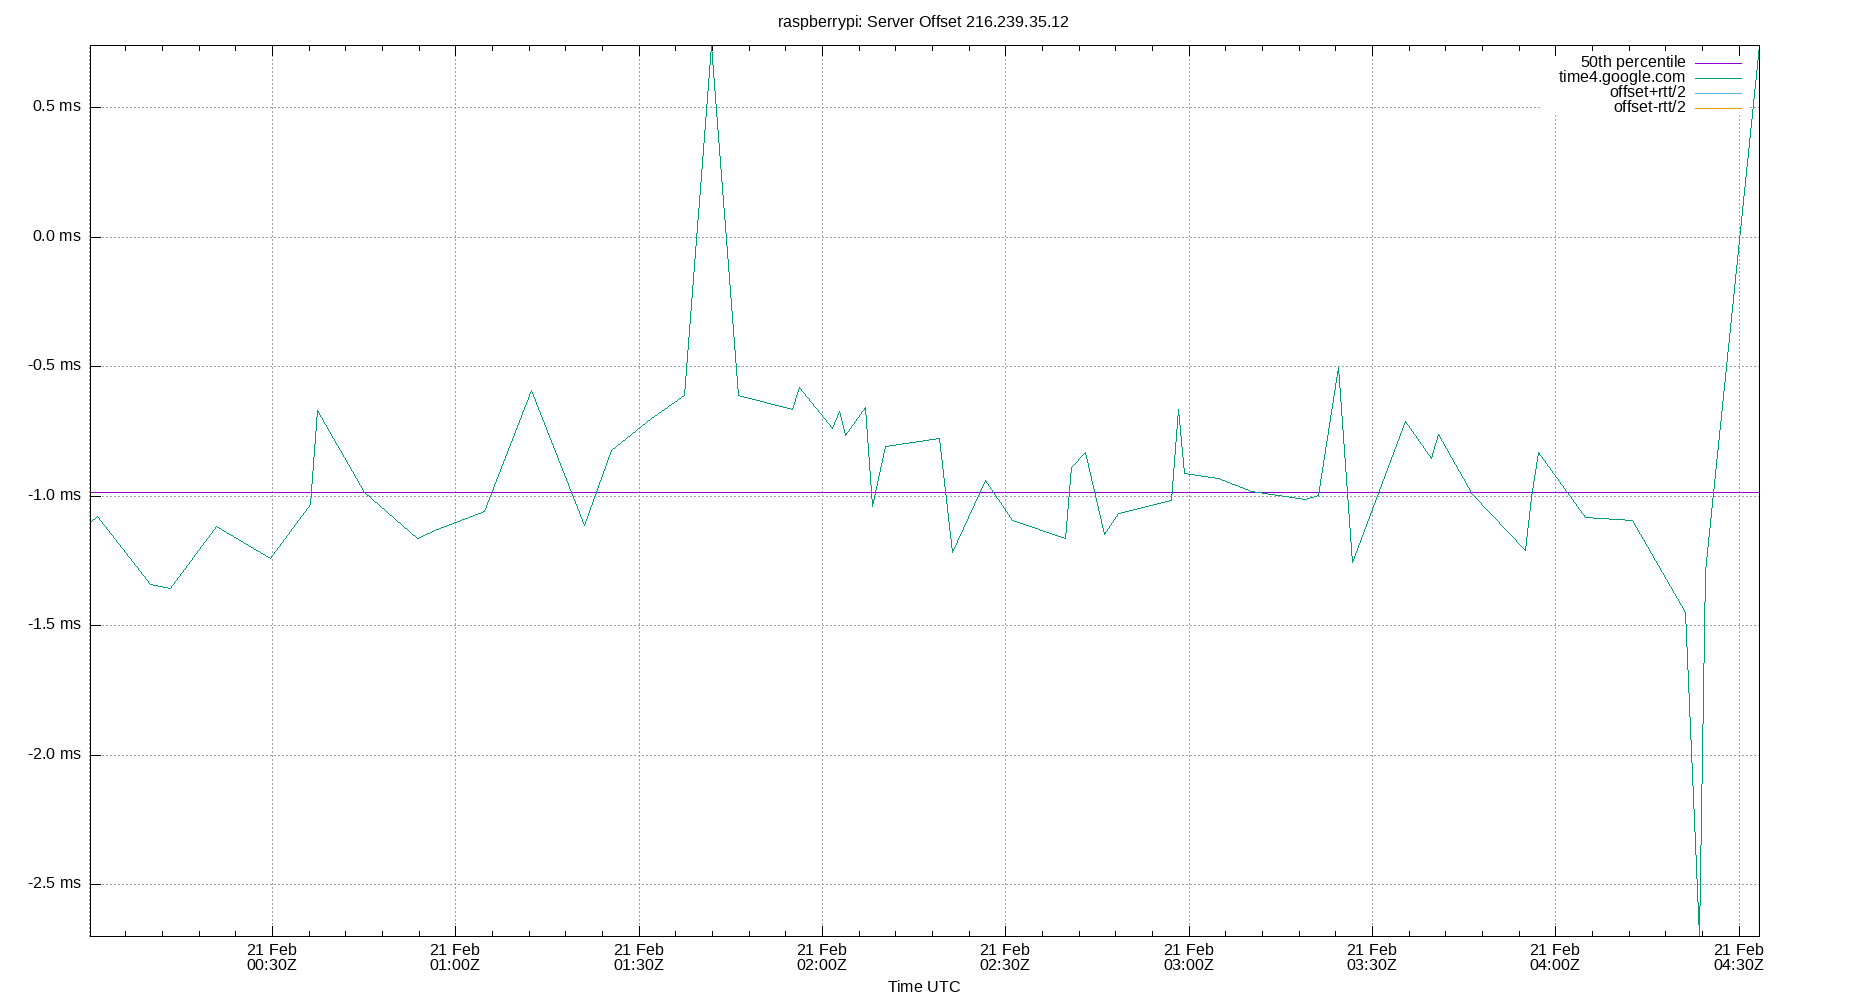 raspberrypi: Server Offset 216.239.35.12
50th percentile
time4.google.com
offset+rtt/2
offset-rtt/2
0.5 ms
0.0 ms
-0.5 ms
-1.0 ms
-1.5 ms
-2.0 ms
-2.5 ms
21 Feb 21 Feb 21 Feb 21 Feb 21 Feb 21 Feb 21 Feb 21 Feb 21 Feb
00:30Z 01:00Z 01:30Z 02:00Z 02:30Z 03:00Z 03:30Z 04:00Z 04:30Z
Time UTC